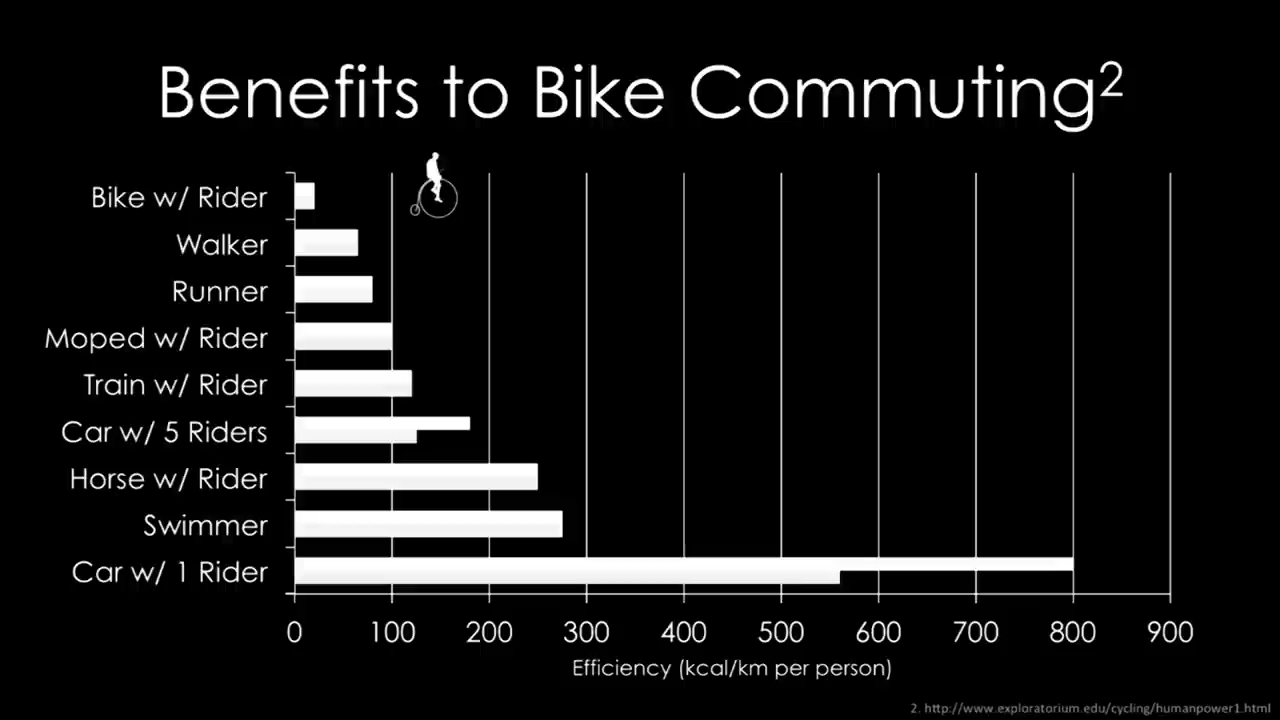 Benefits to Bike Commuting²
Bike w/ Rider
Walker
Runner
Moped w/ Rider
Train w/ Rider
Car w/ 5 Riders
Horse w/ Rider
Swimmer
Car w/ 1 Rider
0 100 200 300 400 500 600 700 800 900
Efficiency (kcal/km per person)
2. http://www.exploratorium.edu/cycling/humanpower1.html